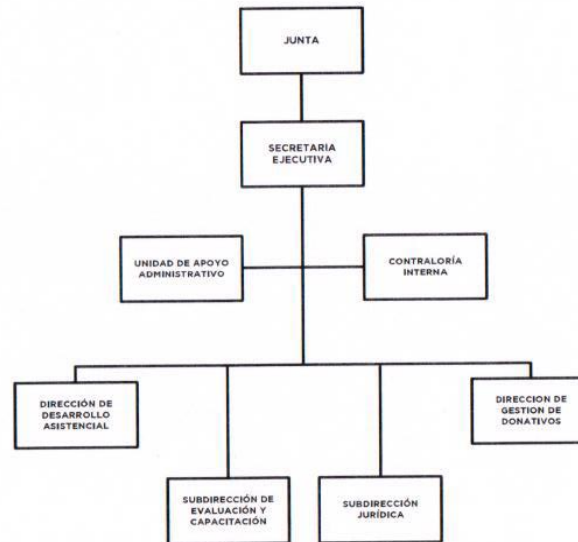 JUNTA
SECRETARIA
EJECUTIVA
UNIDAD DE APOYO
ADMINISTRATIVO
CONTRALORÍA
INTERNA
DIRECCIÓN DE
DESARROLLO
ASISTENCIAL
DIRECCION DE
GESTION DE
DONATIVOS
SUBDIRECCIÓN DE
EVALUACIÓN Y
CAPACITACIÓN
SUBDIRECCIÓN
JURÍDICA